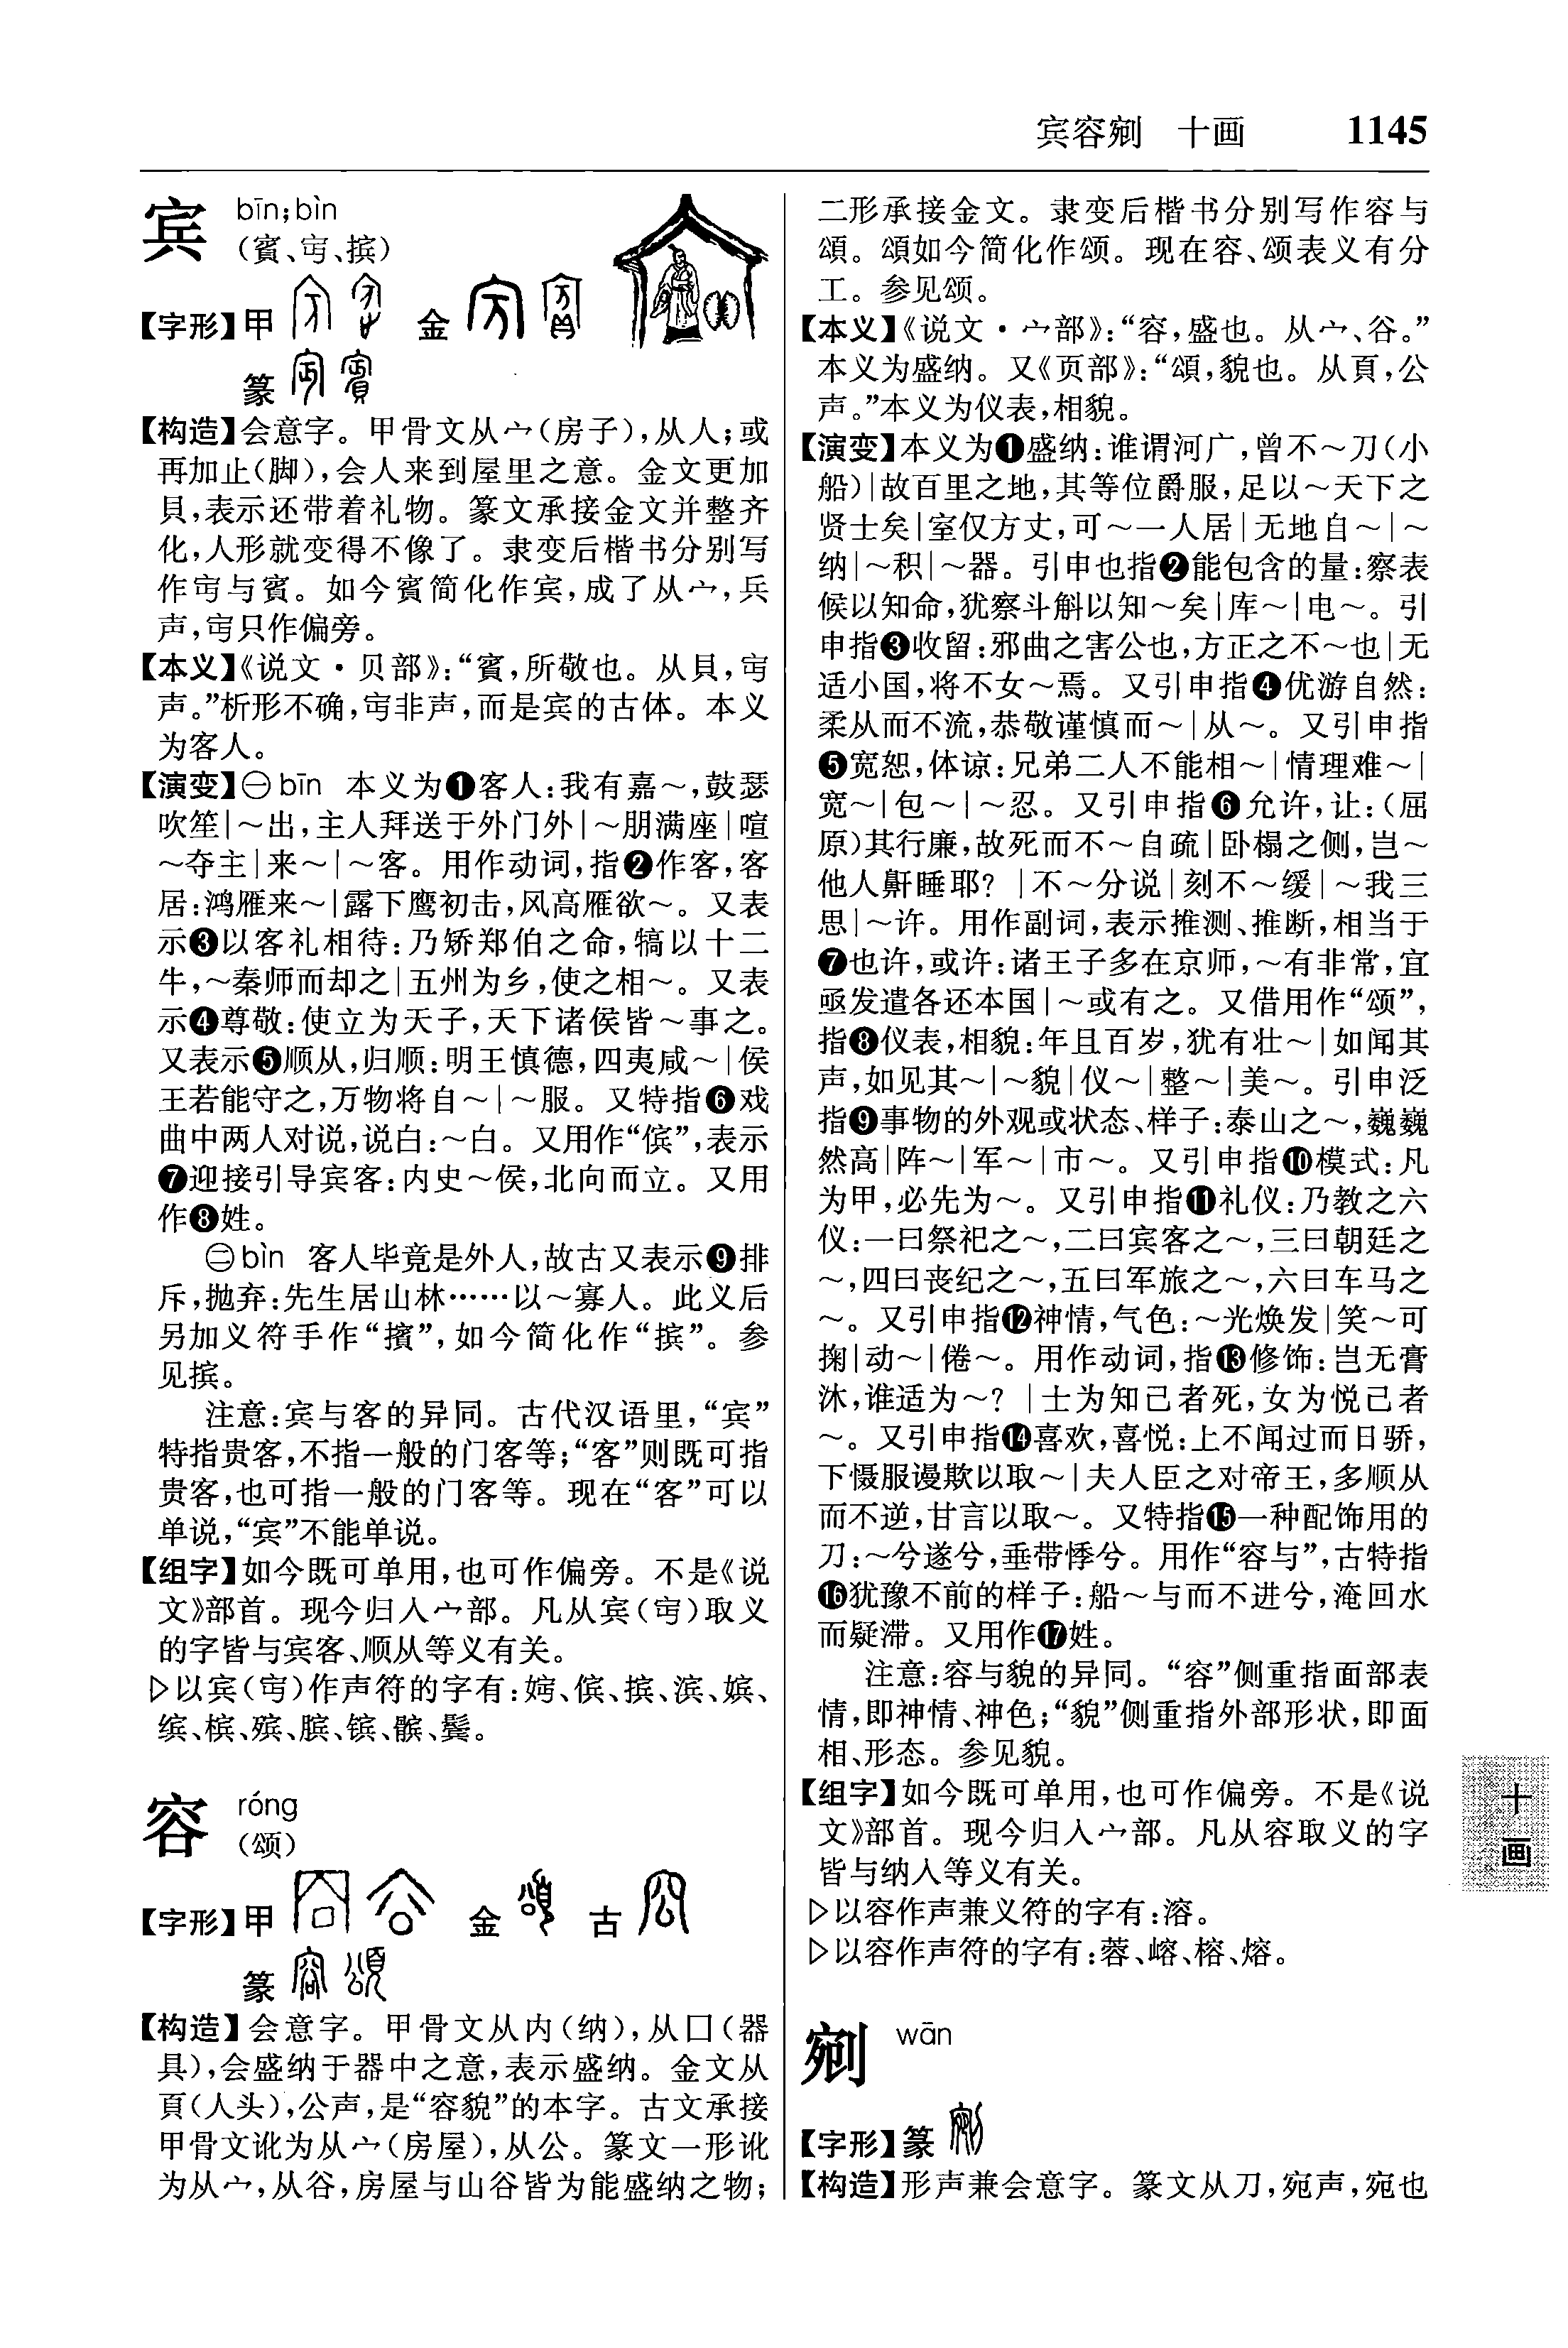 宾容剜　十画　1145
宾 bīn;bìn
（賓、㝉、摈）
【字形】甲　金
篆
【构造】会意字。甲骨文从宀（房子），从人；或
再加止（脚），会人来到屋里之意。金文更加
貝，表示还带着礼物。篆文承接金文并整齐
化，人形就变得不像了。隶变后楷书分别写
作与賓。如今賓简化作宾，成了从宀，兵
声，只作偏旁。
【本义】《说文·贝部》：“賓，所敬也。从貝，
声。”析形不确，非声，而是宾的古体。本义
为客人。
【演变】㊀bīn　本义为❶客人：我有嘉～，鼓瑟
吹笙|～出，主人拜送于外门外|～朋满座|喧
～夺主|来～|～客。用作动词，指❷作客，客
居：鸿雁来～|露下鹰初击，风高雁欲～。又表
示❸以客礼相待：乃矫郑伯之命，犒以十二
牛，～秦师而却之|五州为乡，使之相～。又表
示❹尊敬：使立为天子，天下诸侯皆～事之。
又表示❺顺从，归顺：明王慎德，四夷咸～|侯
王若能守之，万物将自～|～服。又特指❻戏
曲中两人对说，说白：～白。又用作“傧”，表示
❼迎接引导宾客：内史～侯，北向而立。又用
作❽姓。
㊁bìn　客人毕竟是外人，故古又表示❾排
斥，抛弃：先生居山林……以～寡人。此义后
另加义符手作“擯”，如今简化作“摈”。参
见摈。
注意：宾与客的异同。古代汉语里，“宾”
特指贵客，不指一般的门客等；“客”则既可指
贵客，也可指一般的门客等。现在“客”可以
单说，“宾”不能单说。
【组字】如今既可单用，也可作偏旁。不是《说
文》部首。现今归入宀部。凡从宾（）取义
的字皆与宾客、顺从等义有关。
▷以宾（）作声符的字有：、傧、摈、滨、嫔、
缤、槟、殡、膑、镔、髌、鬓。
容 róng
（颂）
【字形】甲　金　古
篆
【构造】会意字。甲骨文从内（纳），从口（器
具），会盛纳于器中之意，表示盛纳。金文从
頁（人头），公声，是“容貌”的本字。古文承接
甲骨文讹为从宀（房屋），从公。篆文一形讹
为从宀，从谷，房屋与山谷皆为能盛纳之物；
二形承接金文。隶变后楷书分别写作容与
頌。頌如今简化作颂。现在容、颂表义有分
工。参见颂。
【本义】《说文·宀部》：“容，盛也。从宀、谷。”
本义为盛纳。又《页部》：“頌，貌也。从頁，公
声。”本义为仪表，相貌。
【演变】本义为❶盛纳：谁谓河广，曾不～刀（小
船）|故百里之地，其等位爵服，足以～天下之
贤士矣|室仅方丈，可～一人居|无地自～|～
纳|～积|～器。引申也指❷能包含的量：察表
候以知命，犹察斗斛以知～矣|库～|电～。引
申指❸收留：邪曲之害公也，方正之不～也|无
适小国，将不女～焉。又引申指❹优游自然：
柔从而不流，恭敬谨慎而～|从～。又引申指
❺宽恕，体谅：兄弟二人不能相～|情理难～|
宽～|包～|～忍。又引申指❻允许，让：（屈
原）其行廉，故死而不～自疏|卧榻之侧，岂～
他人鼾睡耶？|不～分说|刻不～缓|～我三
思|～许。用作副词，表示推测、推断，相当于
❼也许，或许：诸王子多在京师，～有非常，宜
亟发遣各还本国|～或有之。又借用作“颂”，
指❽仪表，相貌：年且百岁，犹有壮～|如闻其
声，如见其～|～貌|仪～|整～|美～。引申泛
指❾事物的外观或状态、样子：泰山之～，巍巍
然高|阵～|军～|市～。又引申指❿模式：凡
为甲，必先为～。又引申指⓫礼仪：乃教之六
仪：一曰祭祀之～，二曰宾客之～，三曰朝廷之
～，四曰丧纪之～，五曰军旅之～，六曰车马之
～。又引申指⓬神情，气色：～光焕发|笑～可
掬|动～|倦～。用作动词，指⓭修饰：岂无膏
沐，谁适为～？|士为知己者死，女为悦己者
～。又引申指⓮喜欢，喜悦：上不闻过而日骄，
下慑服谩欺以取～|夫人臣之对帝王，多顺从
而不逆，甘言以取～。又特指⓯一种配饰用的
刀：～兮遂兮，垂带悸兮。用作“容与”，古特指
⓰犹豫不前的样子：船～与而不进兮，淹回水
而疑滞。又用作⓱姓。
注意：容与貌的异同。“容”侧重指面部表
情，即神情、神色；“貌”侧重指外部形状，即面
相、形态。参见貌。
【组字】如今既可单用，也可作偏旁。不是《说
文》部首。现今归入宀部。凡从容取义的字
皆与纳入等义有关。
▷以容作声兼义符的字有：溶。
▷以容作声符的字有：蓉、嵱、榕、熔。
剜 wān
【字形】篆
【构造】形声兼会意字。篆文从刀，宛声，宛也
十
画